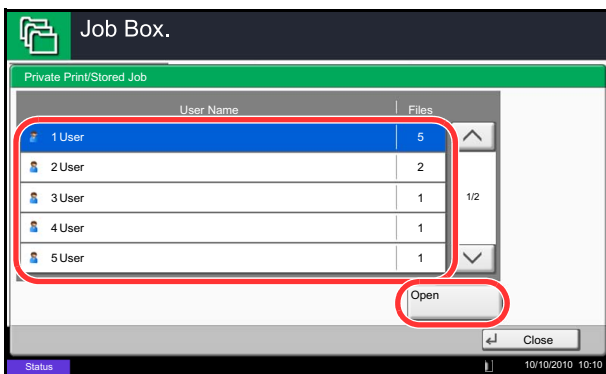 Job Box.
Private Print/Stored Job
User Name Files
1 User 5
2 User 2
3 User 1
1/2
4 User 1
5 User 1
Open
Close
Status 10/10/2010 10:10